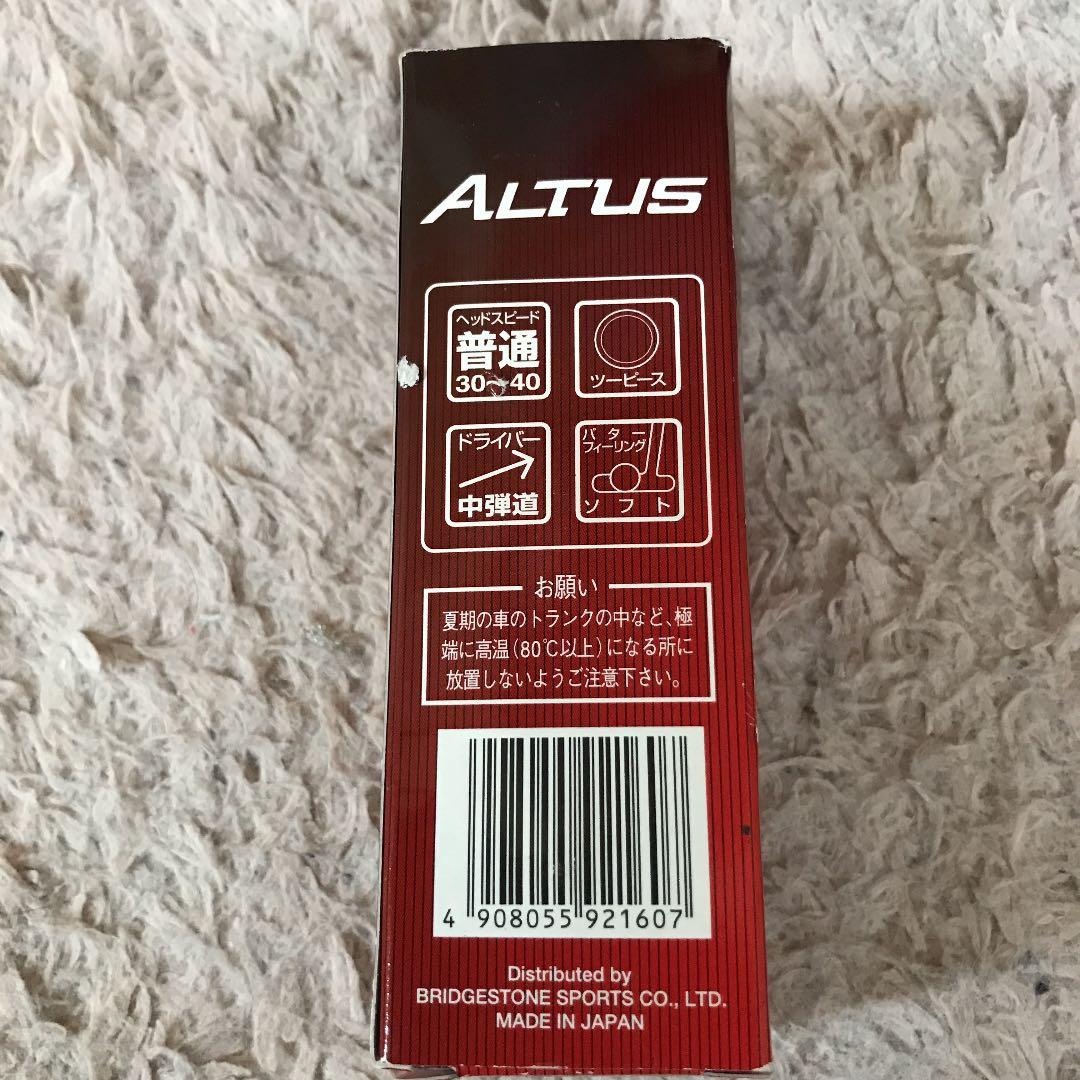 ALTUS
ヘッドスピード
普通
30～40
ツーピース
ドライバー
中弾道
パター
フィーリング
ソフト
お願い
夏期の車のトランクの中など、極
端に高温（80℃以上）になる所に
放置しないようご注意下さい。
4 908055 921607
Distributed by
BRIDGESTONE SPORTS CO., LTD.
MADE IN JAPAN